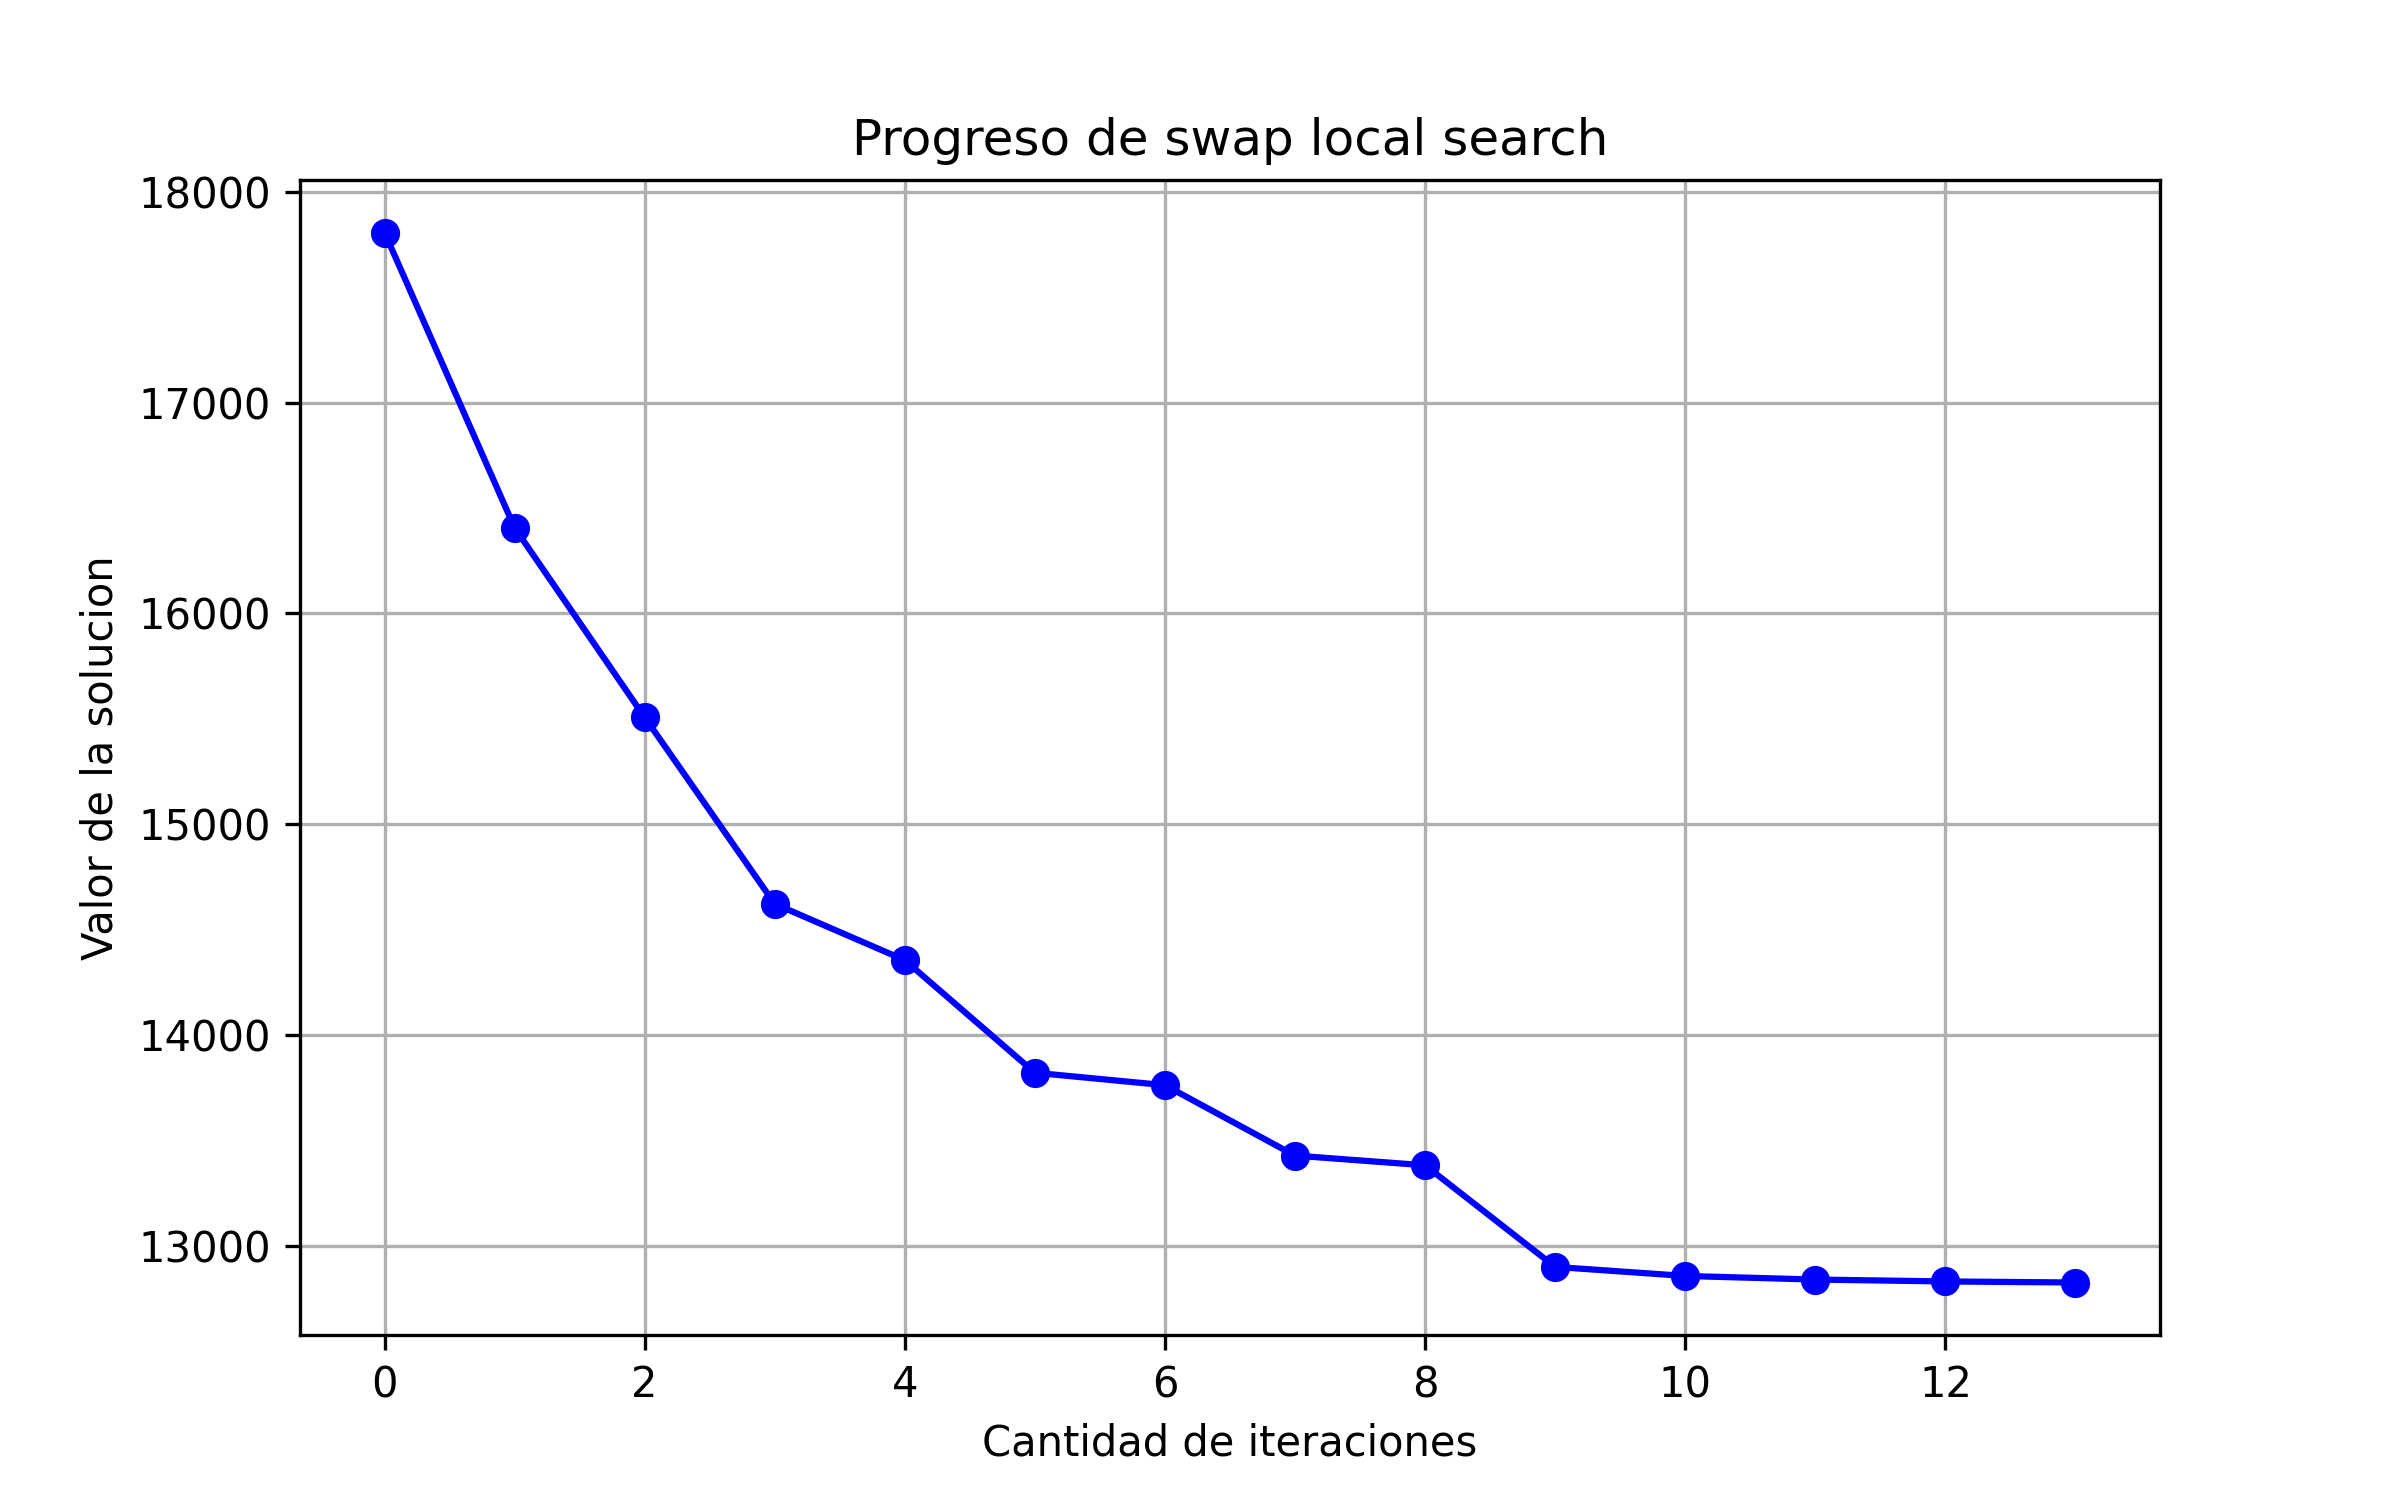 Progreso de swap local search
18000
17000
16000
15000
14000
13000
Valor de la solucion
0 2 4 6 8 10 12
Cantidad de iteraciones